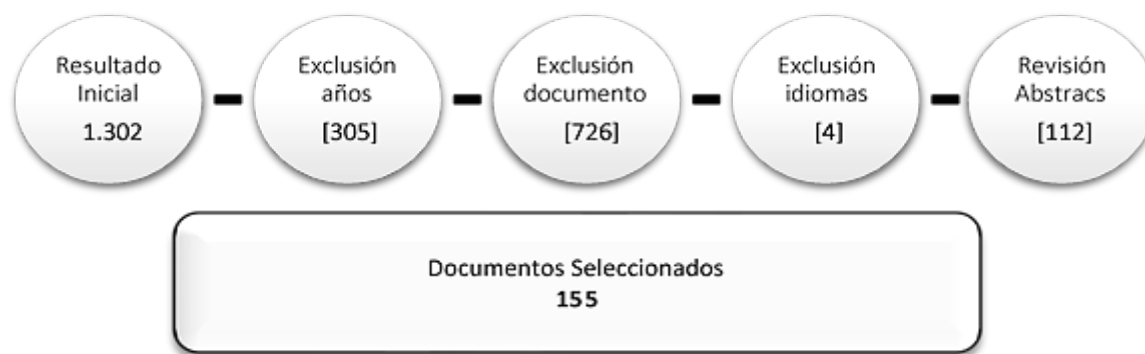 Resultado
Inicial
1.302
Exclusión
años
[305]
Exclusión
documento
[726]
Exclusión
idiomas
[4]
Revisión
Abstracs
[112]
Documentos Seleccionados
155